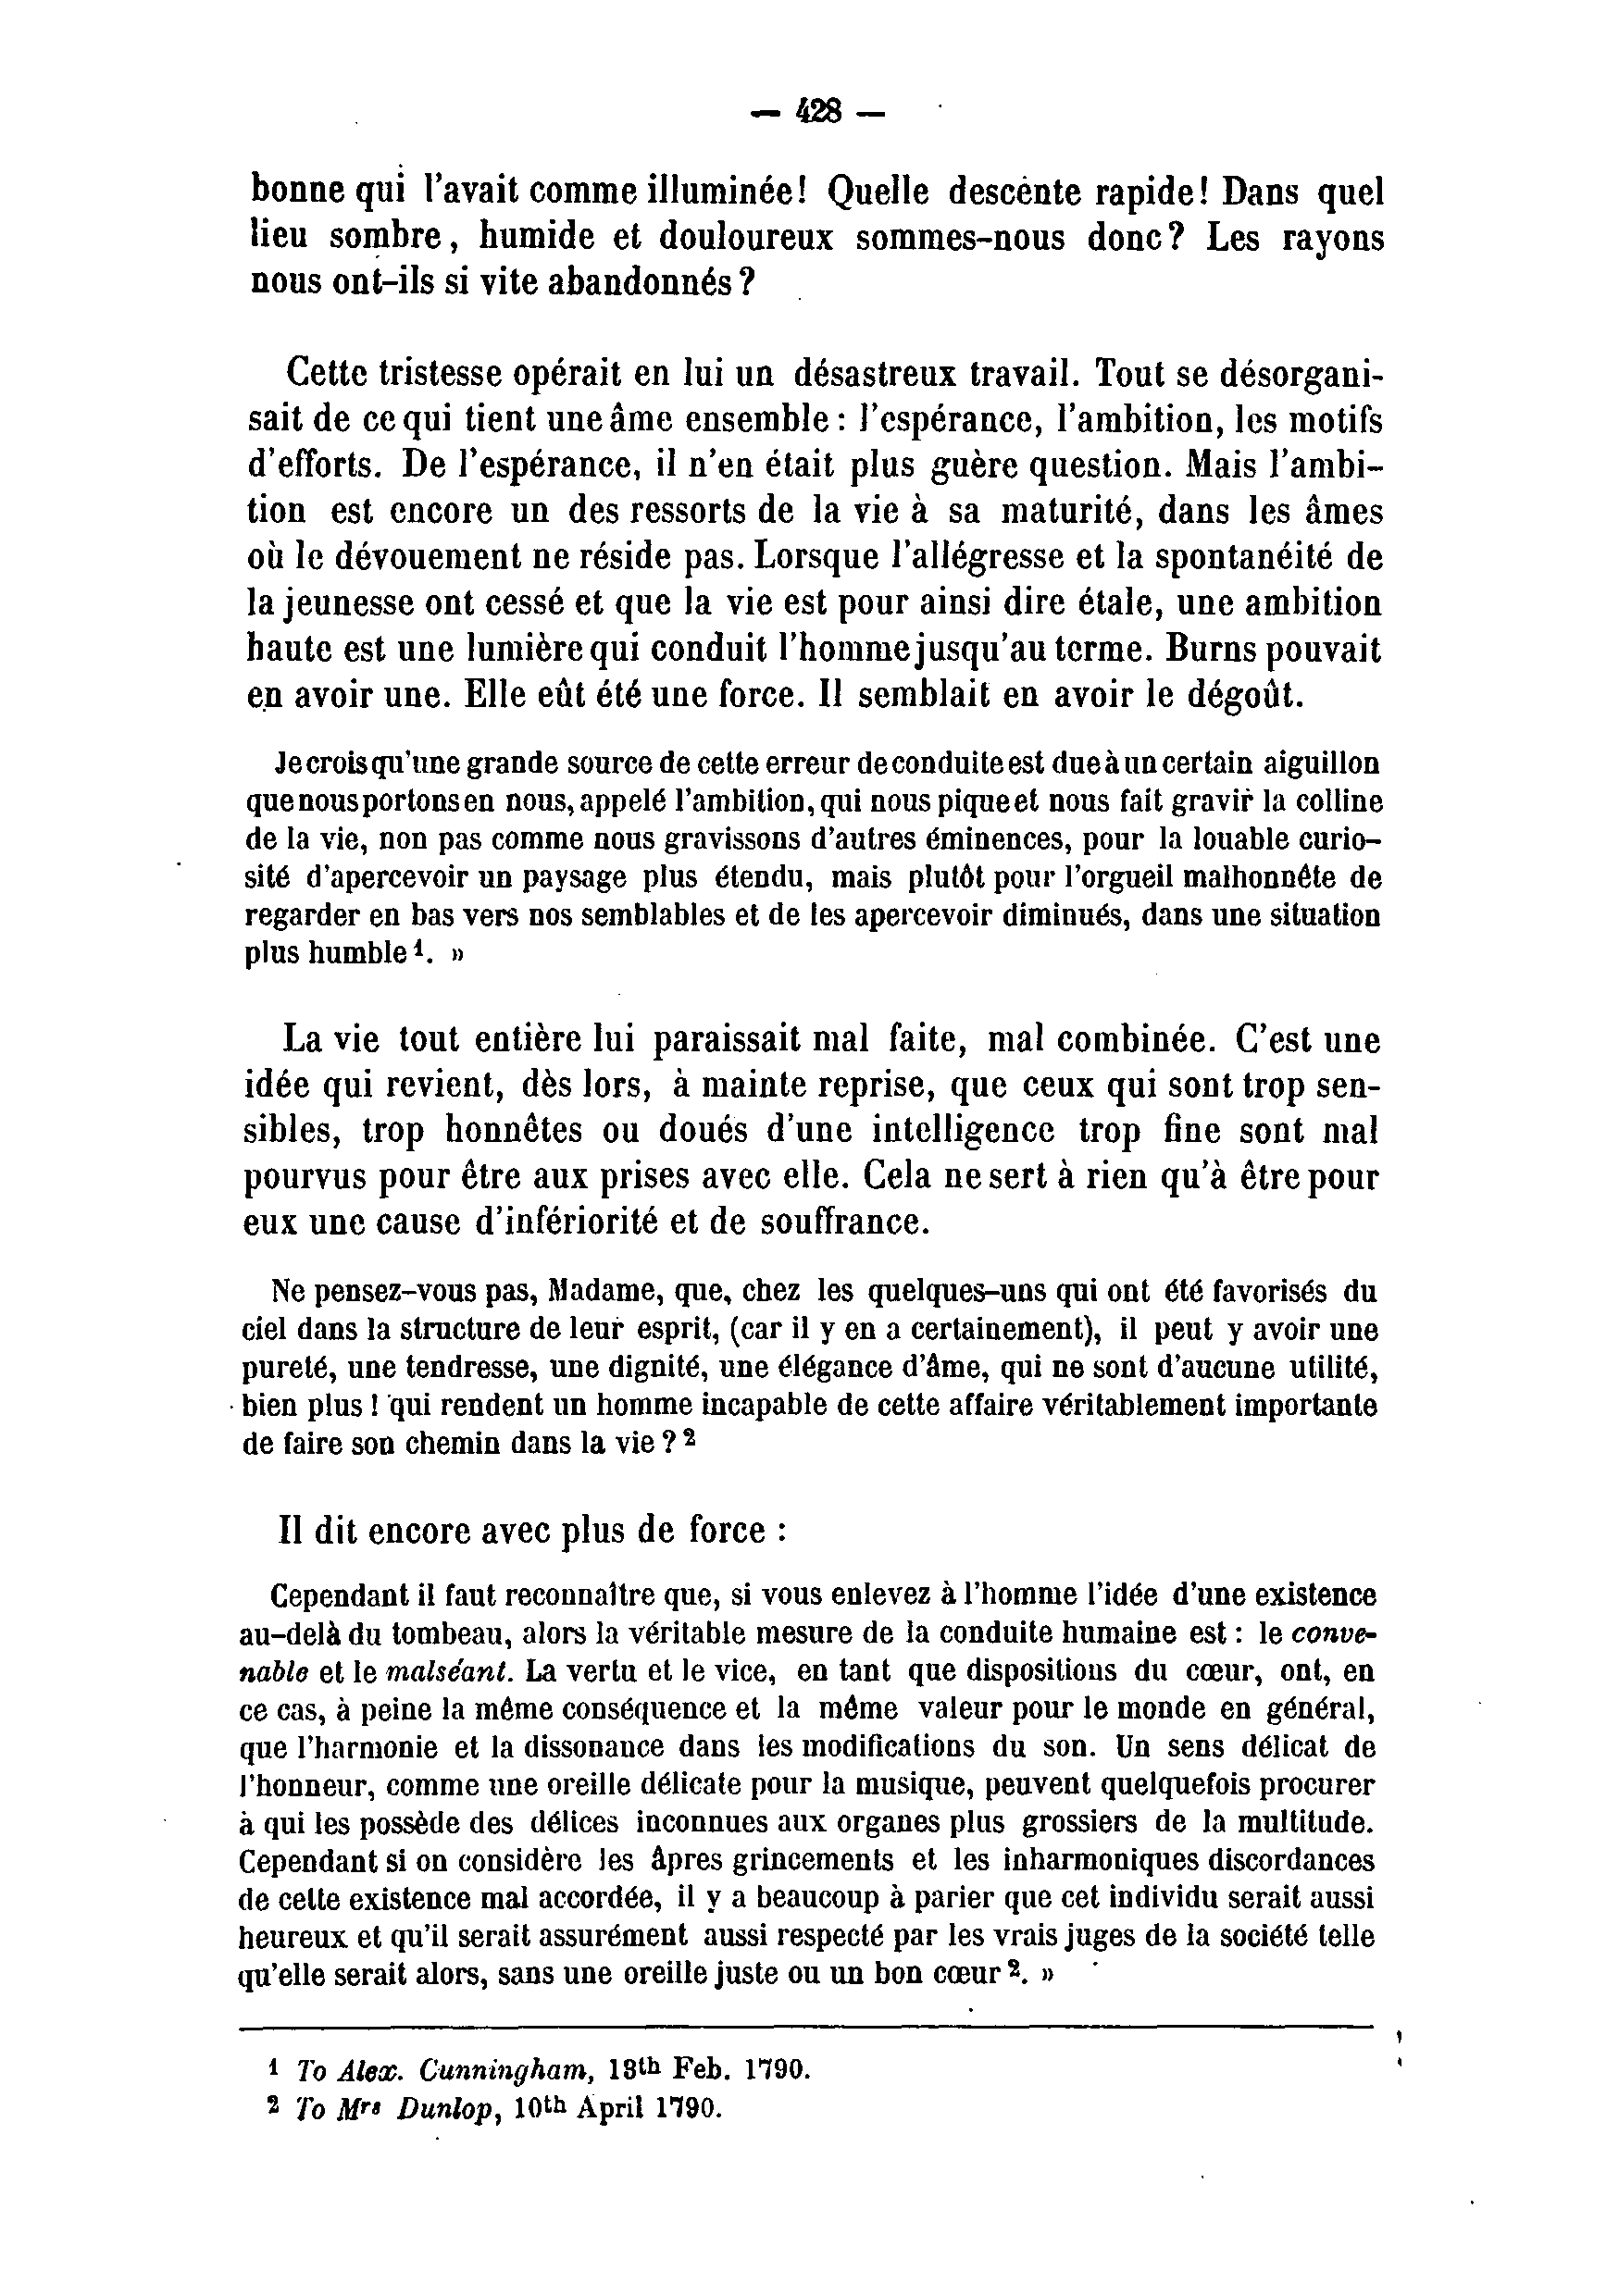 — 428 —
bonne qui l'avait comme illuminée! Quelle descente rapide! Dans quel
lieu sombre, humide et douloureux sommes-nous donc? Les rayons
nous ont-ils si vite abandonnés?
Cette tristesse opérait en lui un désastreux travail. Tout se désorgani-
sait de ce qui tient une âme ensemble: l'espérance, l'ambition, les motifs
d'efforts. De l'espérance, il n'en était plus guère question. Mais l'ambi-
tion est encore un des ressorts de la vie à sa maturité, dans les âmes
où le dévouement ne réside pas. Lorsque l'allégresse et la spontanéité de
la jeunesse ont cessé et que la vie est pour ainsi dire étale, une ambition
haute est une lumière qui conduit l'homme jusqu'au terme. Burns pouvait
en avoir une. Elle eût été une force. Il semblait en avoir le dégoût.
Je crois qu'une grande source de cette erreur de conduite est due à un certain aiguillon
que nous portons en nous, appelé l'ambition, qui nous pique et nous fait gravir la colline
de la vie, non pas comme nous gravissons d'autres éminences, pour la louable curio-
sité d'apercevoir un paysage plus étendu, mais plutôt pour l'orgueil malhonnête de
regarder en bas vers nos semblables et de les apercevoir diminués, dans une situation
plus humble 1. »
La vie tout entière lui paraissait mal faite, mal combinée. C'est une
idée qui revient, dès lors, à mainte reprise, que ceux qui sont trop sen-
sibles, trop honnêtes ou doués d'une intelligence trop fine sont mal
pourvus pour être aux prises avec elle. Cela ne sert à rien qu'à être pour
eux une cause d'infériorité et de souffrance.
Ne pensez-vous pas, Madame, que, chez les quelques-uns qui ont été favorisés du
ciel dans la structure de leur esprit, (car il y en a certainement), il peut y avoir une
pureté, une tendresse, une dignité, une élégance d'âme, qui ne sont d'aucune utilité,
bien plus! qui rendent un homme incapable de cette affaire véritablement importante
de faire son chemin dans la vie? 2
Il dit encore avec plus de force :
Cependant il faut reconnaître que, si vous enlevez à l'homme l'idée d'une existence
au-delà du tombeau, alors la véritable mesure de la conduite humaine est : le conve-
nable et le malséant. La vertu et le vice, en tant que dispositions du cœur, ont, en
ce cas, à peine la même conséquence et la même valeur pour le monde en général,
que l'harmonie et la dissonance dans les modifications du son. Un sens délicat de
l'honneur, comme une oreille délicate pour la musique, peuvent quelquefois procurer
à qui les possède des délices inconnues aux organes plus grossiers de la multitude.
Cependant si on considère les âpres grincements et les inharmoniques discordances
de cette existence mal accordée, il y a beaucoup à parier que cet individu serait aussi
heureux et qu'il serait assurément aussi respecté par les vrais juges de la société telle
qu'elle serait alors, sans une oreille juste ou un bon cœur 2. »
1 To Alex. Cunningham, 13th Feb. 1790.
2 To Mrs Dunlop, 10th April 1790.